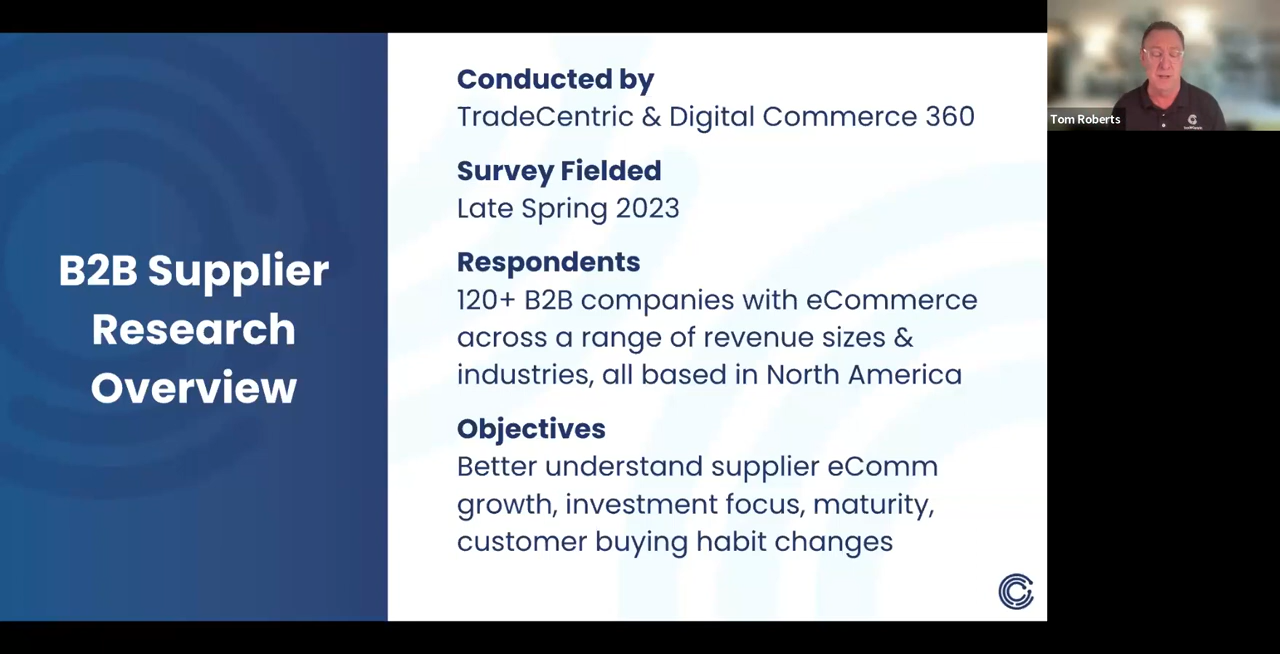 B2B Supplier
Research
Overview
Conducted by
TradeCentric & Digital Commerce 360
Survey Fielded
Late Spring 2023
Respondents
120+ B2B companies with eCommerce
across a range of revenue sizes &
industries, all based in North America
Objectives
Better understand supplier eComm
growth, investment focus, maturity,
customer buying habit changes
Tom Roberts